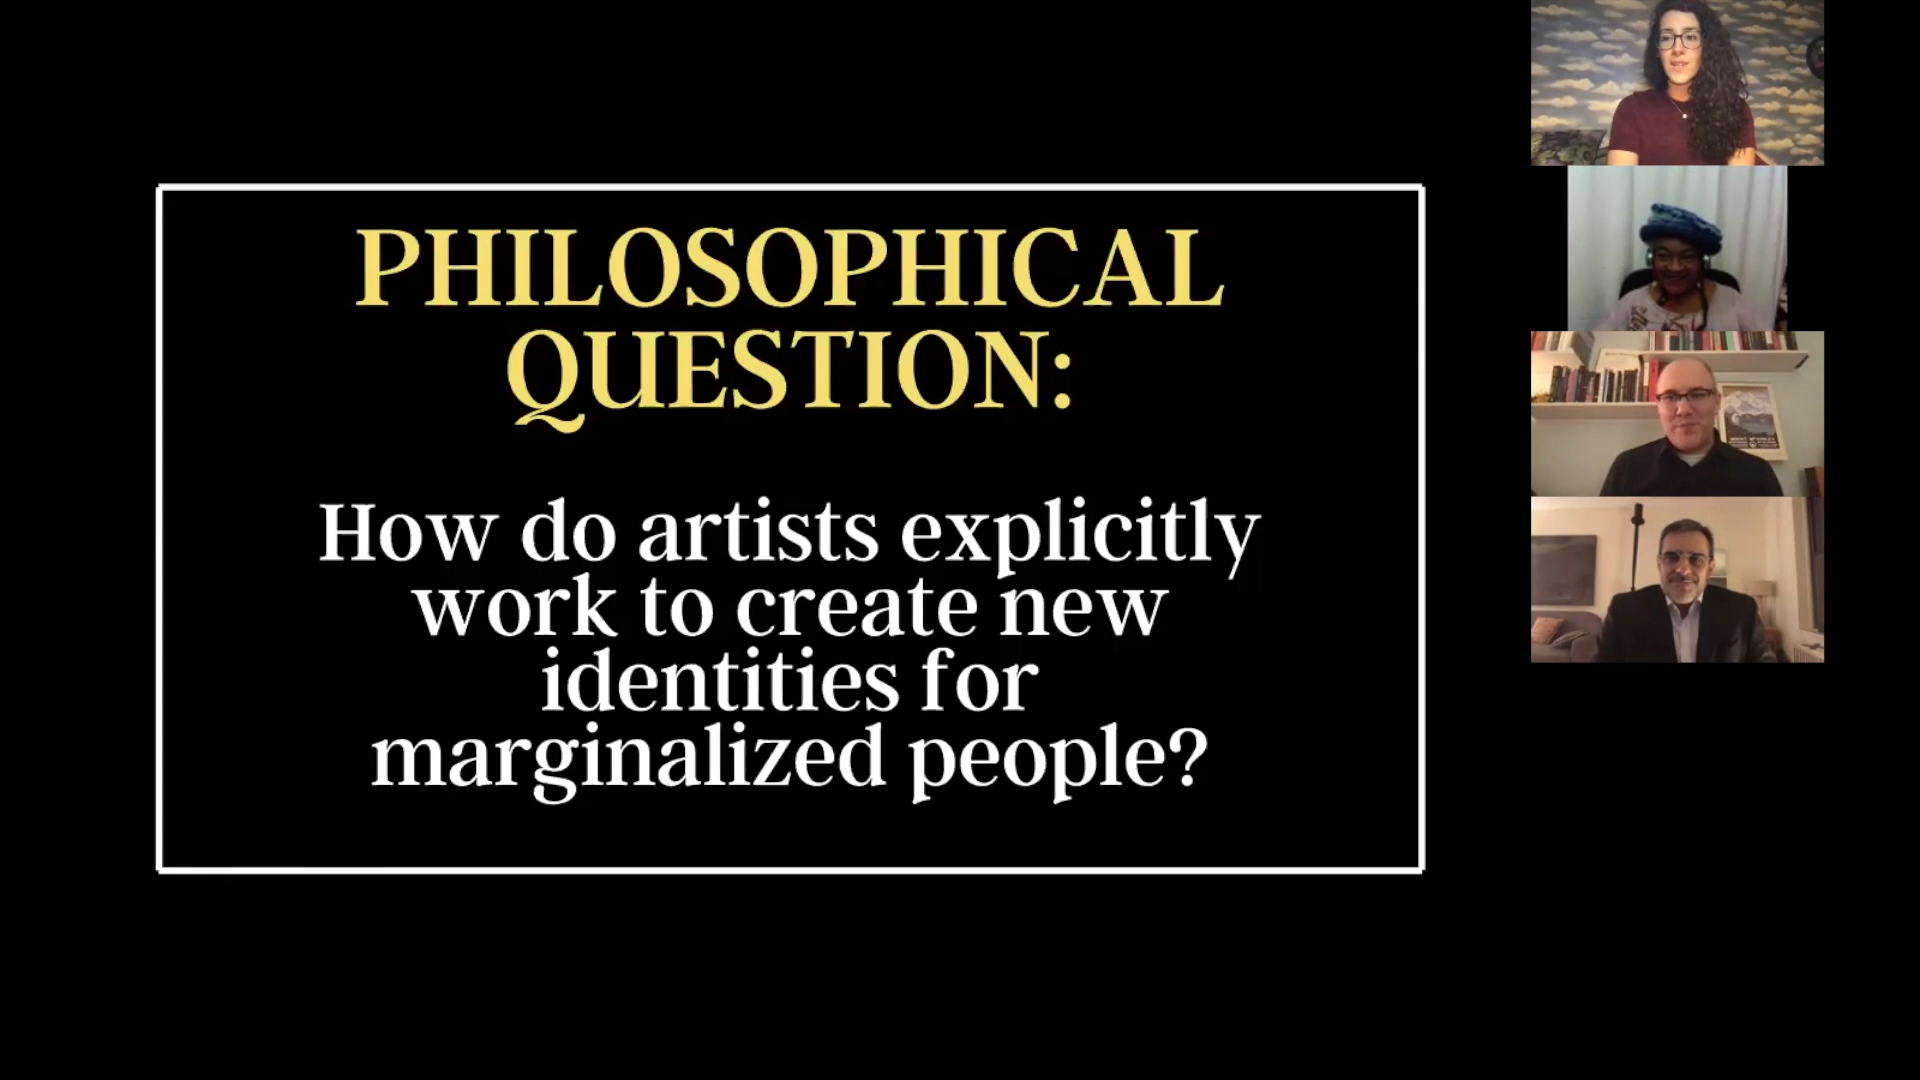 PHILOSOPHICAL
QUESTION:
How do artists explicitly
work to create new
identities for
marginalized people?